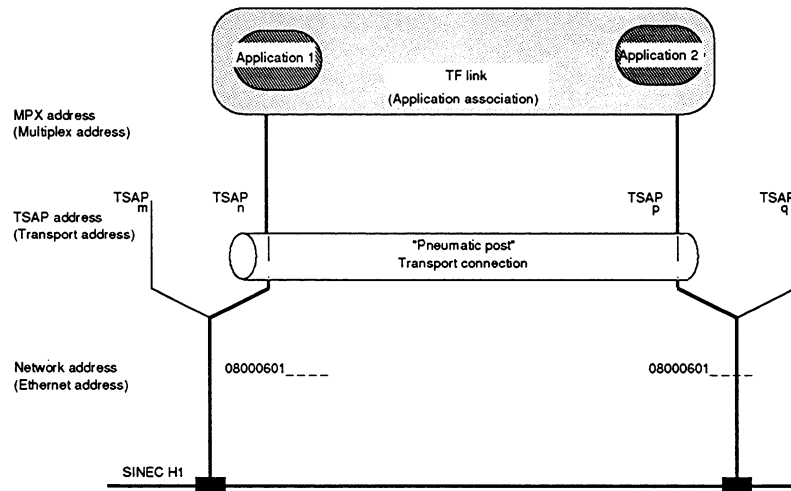 Application 1
Application 2
TF link
(Application association)
MPX address
(Multiplex address)
TSAP
m
TSAP
n
TSAP
p
TSAP
q
TSAP address
(Transport address)
"Pneumatic post"
Transport connection
Network address
(Ethernet address)
08000601_ _ _ _
08000601_ _ _ _
SINEC H1